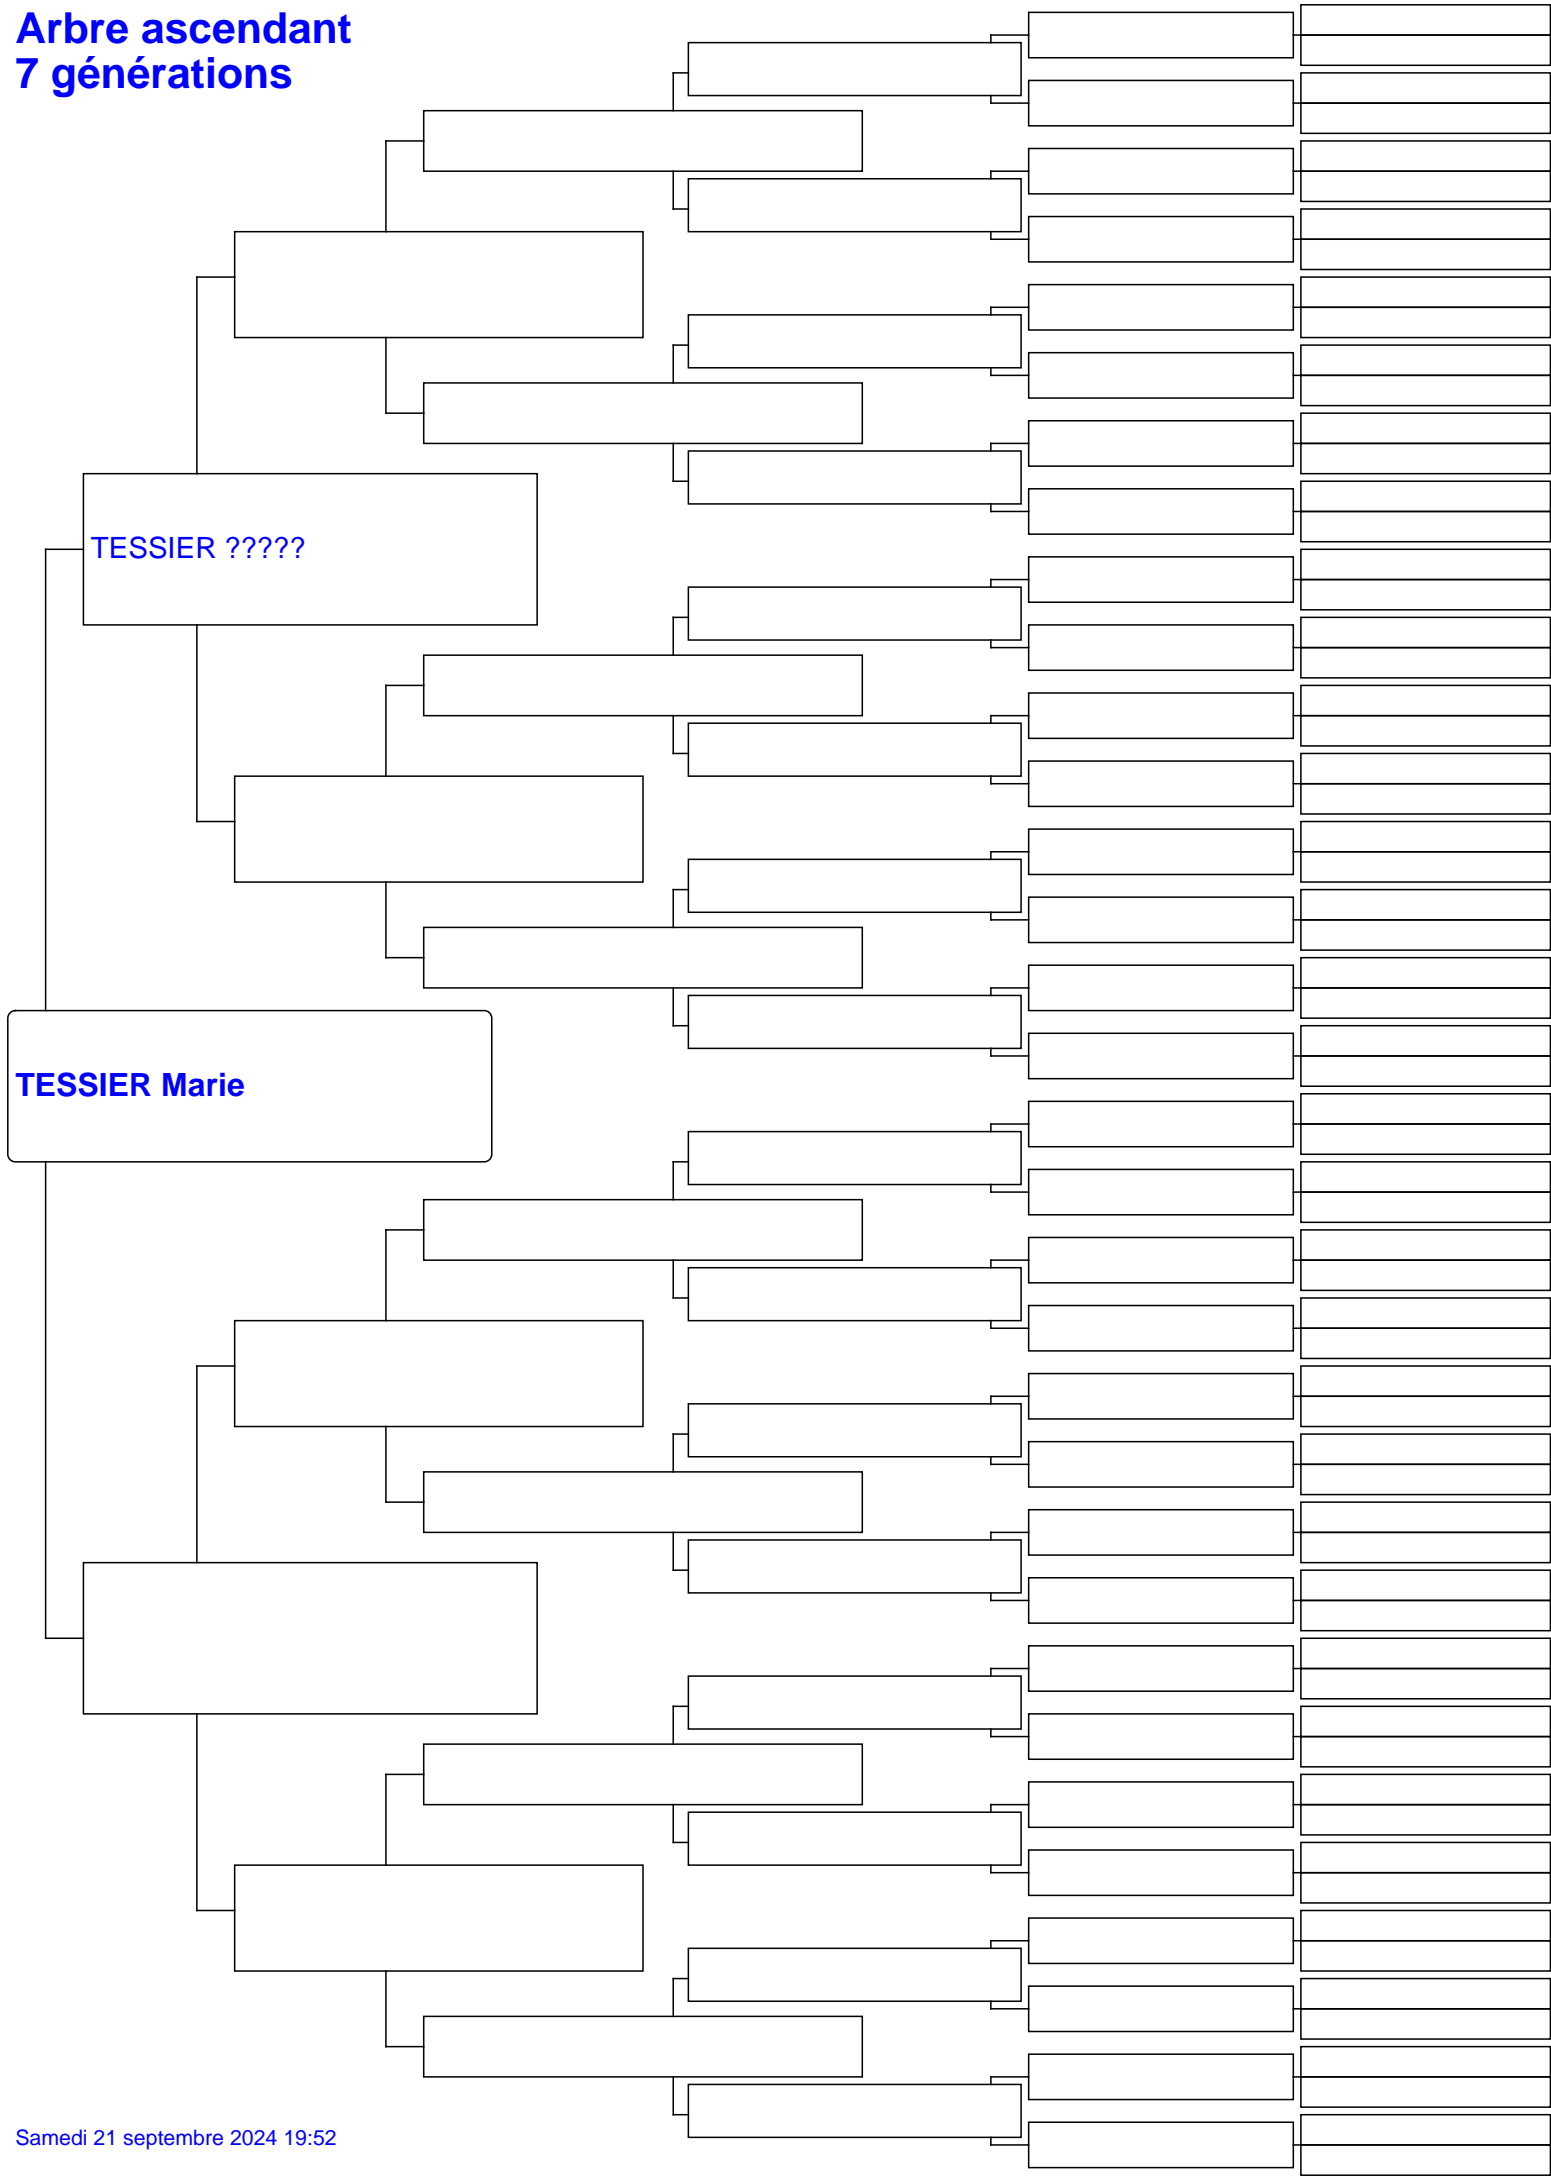 Arbre ascendant
7 générations
TESSIER ?????
TESSIER Marie
Samedi 21 septembre 2024 19:52